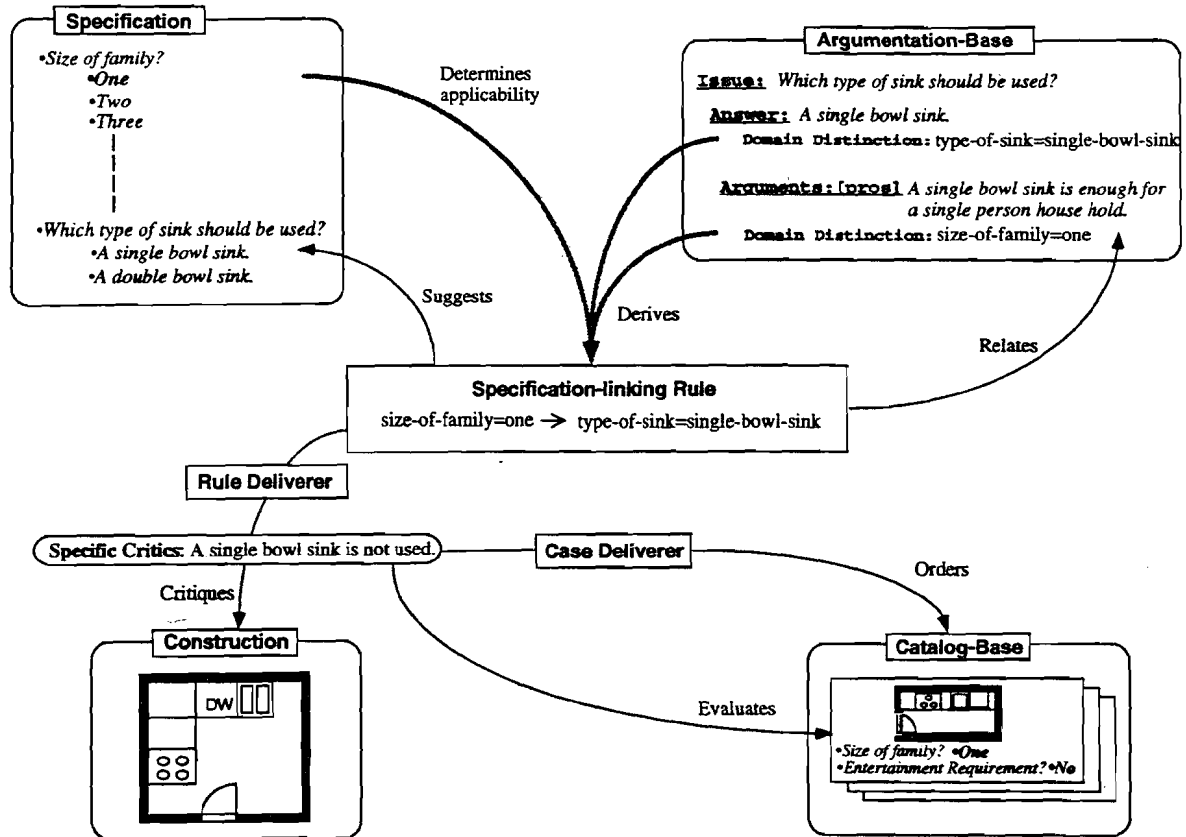 Specification
•Size of family?
•One
•Two
•Three
•Which type of sink should be used?
•A single bowl sink.
•A double bowl sink.
Determines
applicability
Argumentation-Base
Issue: Which type of sink should be used?
Answer: A single bowl sink.
Domain Distinction: type-of-sink=single-bowl-sink
Arguments:[pros] A single bowl sink is enough for
a single person house hold.
Domain Distinction: size-of-family=one
Suggests
Derives
Relates
Specification-linking Rule
size-of-family=one → type-of-sink=single-bowl-sink
Rule Deliverer
Specific Critics: A single bowl sink is not used.
Case Deliverer
Orders
Critiques
Construction
DW
Evaluates
Catalog-Base
•Size of family? •One
•Entertainment Requirement? •No